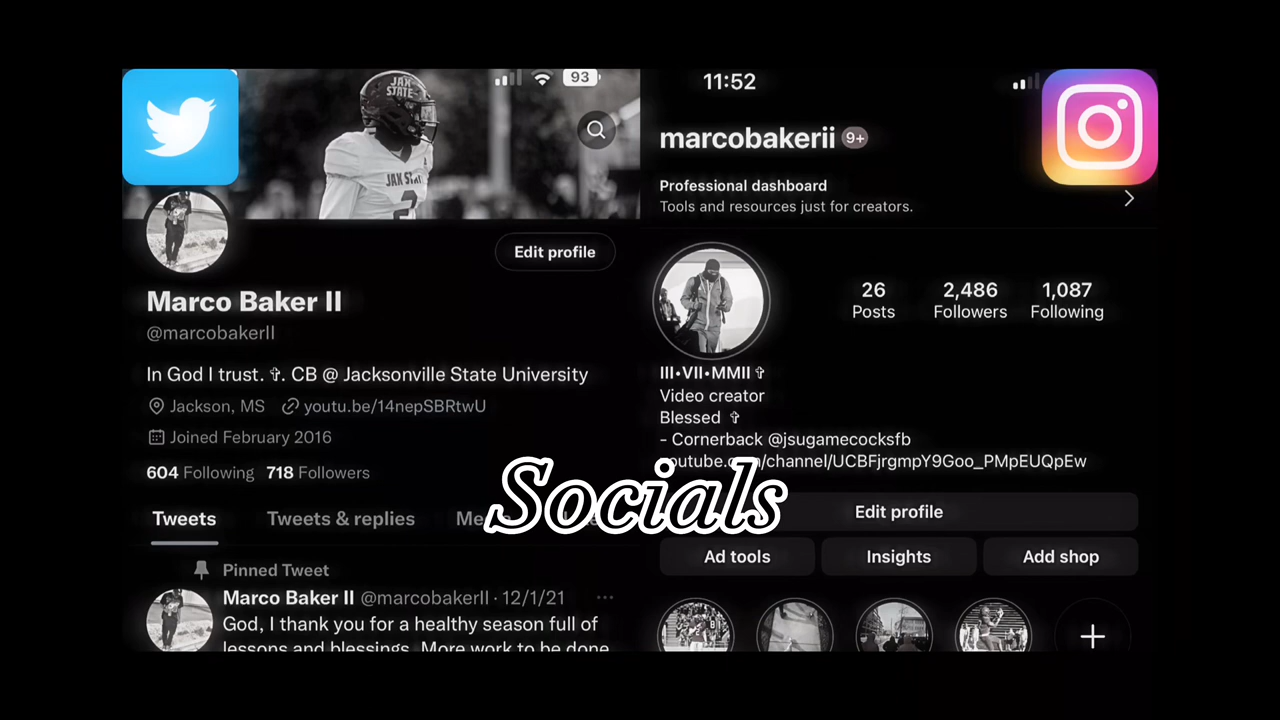 JAX
STATE
JAX STATE
2
93
Edit profile
Marco Baker II
@marcobakerII
In God I trust. ✞. CB @ Jacksonville State University
Jackson, MS youtu.be/14nepSBRtwU
Joined February 2016
604 Following 718 Followers
Tweets Tweets & replies
Pinned Tweet
Marco Baker II @marcobakerII · 12/1/21 ...
God, I thank you for a healthy season full of
lessons and blessings. More work to be done
11:52
marcobakerii 9+
Professional dashboard
Tools and resources just for creators.
26 2,486 1,087
Posts Followers Following
III•VII•MMII ✞
Video creator
Blessed ✞
- Cornerback @jsugamecocksfb
youtube.com/channel/UCBFjrgmpY9Goo_PMpEUQpEw
Socials
Edit profile
Ad tools Insights Add shop